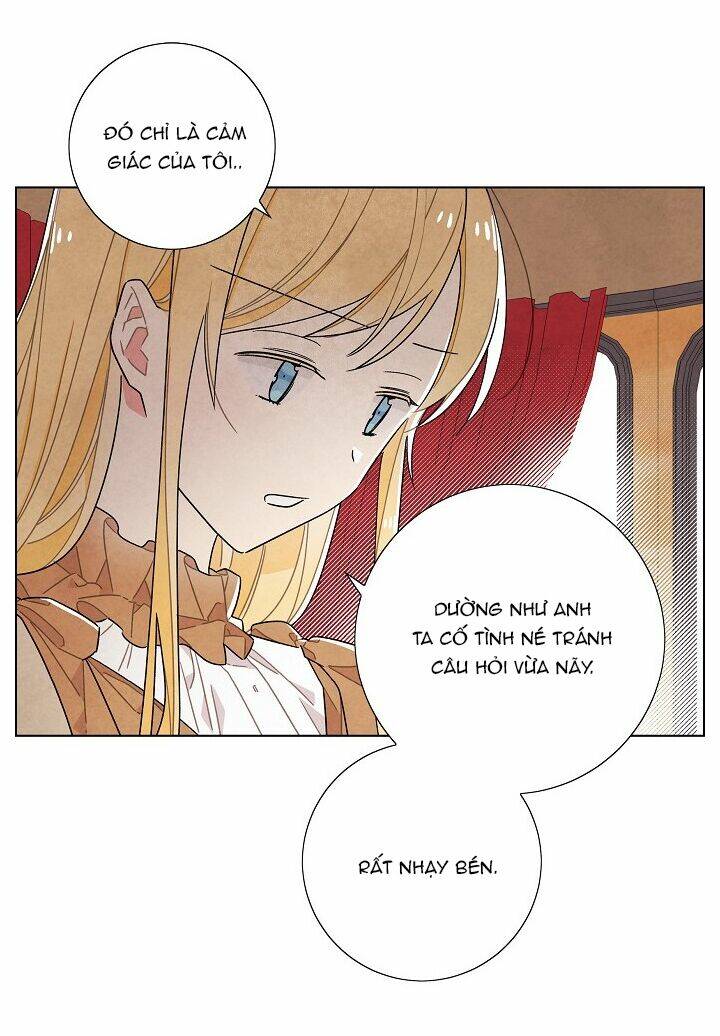 ĐÓ CHỈ LÀ CẢM
GIÁC CỦA TÔI..
DƯỜNG NHƯ ANH
TA CỐ TÌNH NÉ TRÁNH
CÂU HỎI VỪA NÃY.
RẤT NHẠY BÉN.